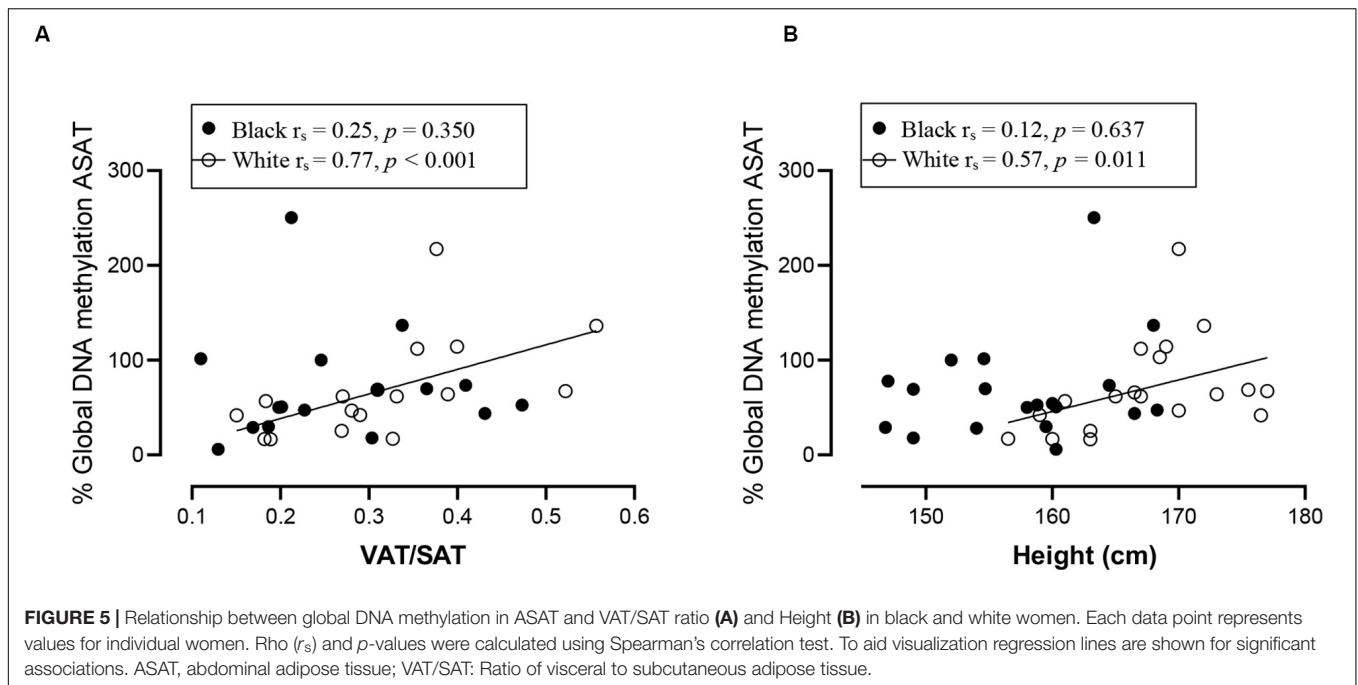 A
Black rs = 0.25, p = 0.350
White rs = 0.77, p < 0.001
% Global DNA methylation ASAT
300
200
100
0
0.1 0.2 0.3 0.4 0.5 0.6
VAT/SAT
B
Black rs = 0.12, p = 0.637
White rs = 0.57, p = 0.011
% Global DNA methylation ASAT
300
200
100
0
150 160 170 180
Height (cm)
FIGURE 5 | Relationship between global DNA methylation in ASAT and VAT/SAT ratio (A) and Height (B) in black and white women. Each data point represents
values for individual women. Rho (rs) and p-values were calculated using Spearman's correlation test. To aid visualization regression lines are shown for significant
associations. ASAT, abdominal adipose tissue; VAT/SAT: Ratio of visceral to subcutaneous adipose tissue.